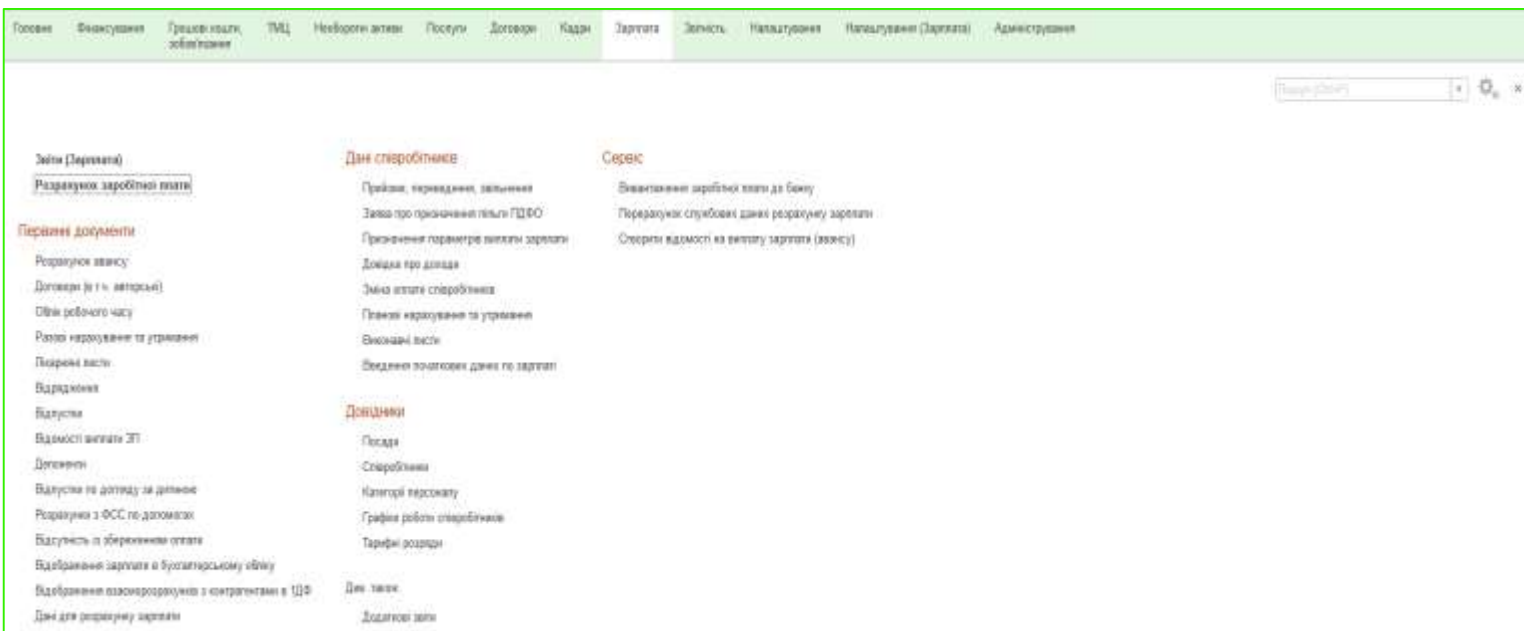 Головне Фінансування Грошові кошти, зобов'язання ТМЦ Необоротні активи Послуги Договори Кадри Зарплата Звітність Налаштування Налаштування (Зарплата) Адміністрування
Пошук (Ctrl+F)
Звіти (Зарплата)
Розрахунок заробітної плати
Первинні документи
Розрахунок авансу
Договори (в т.ч. авторські)
Облік робочого часу
Разові нарахування та утримання
Лікарняні листи
Відрядження
Відпустки
Відомості виплати ЗП
Депоненти
Відпустки по догляду за дитиною
Розрахунки з ФСС по допомогах
Відсутність із збереженням оплати
Відображення зарплати в бухгалтерському обліку
Відображення взаєморозрахунків з контрагентами в 1ДФ
Дані для розрахунку зарплати
Дані співробітників
Прийоми, переведення, звільнення
Заява про призначення пільги ПДФО
Призначення параметрів виплати зарплати
Довідка про доходи
Зміна оплати співробітників
Планові нарахування та утримання
Виконавчі листи
Введення початкових даних по зарплаті
Довідники
Посади
Співробітники
Категорії персоналу
Графіки роботи співробітників
Тарифні розряди
Див. також
Додаткові звіти
Сервіс
Вивантаження заробітної плати до банку
Перерахунок службових даних розрахунку зарплати
Створити відомості на виплату зарплати (авансу)